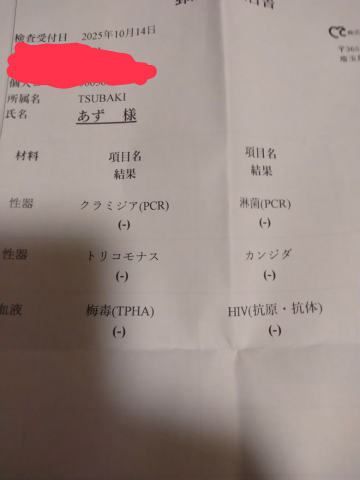 検査受付日 2025年10月14日
所属名 TSUBAKI
氏名 あず 様
材料 項目名 項目名
結果 結果
性器 クラミジア(PCR) 淋菌(PCR)
(-) (-)
性器 トリコモナス カンジダ
(-) (-)
血液 梅毒(TPHA) HIV(抗原・抗体)
(-) (-)